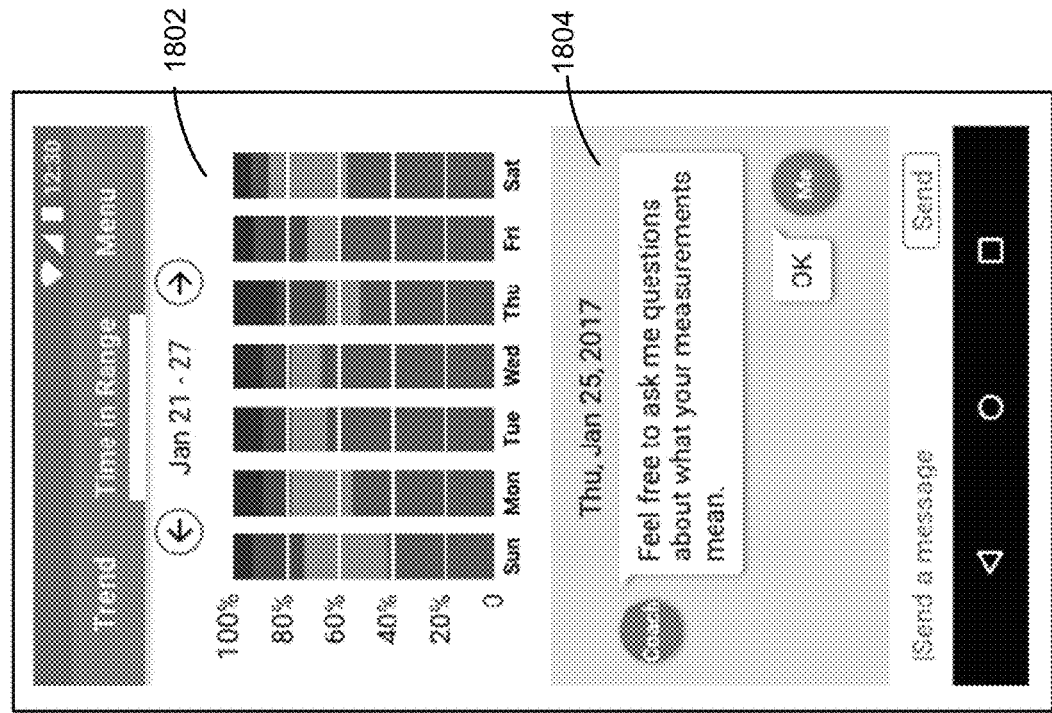 12:30
Trend Time in Range Menu
Jan 21 - 27
1802
100%
80%
60%
40%
20%
0
Sun Mon Tue Wed Thu Fri Sat
1804
Thu, Jan 25, 2017
Feel free to ask me questions
about what your measurements
mean.
OK
Me
Send a message
Send